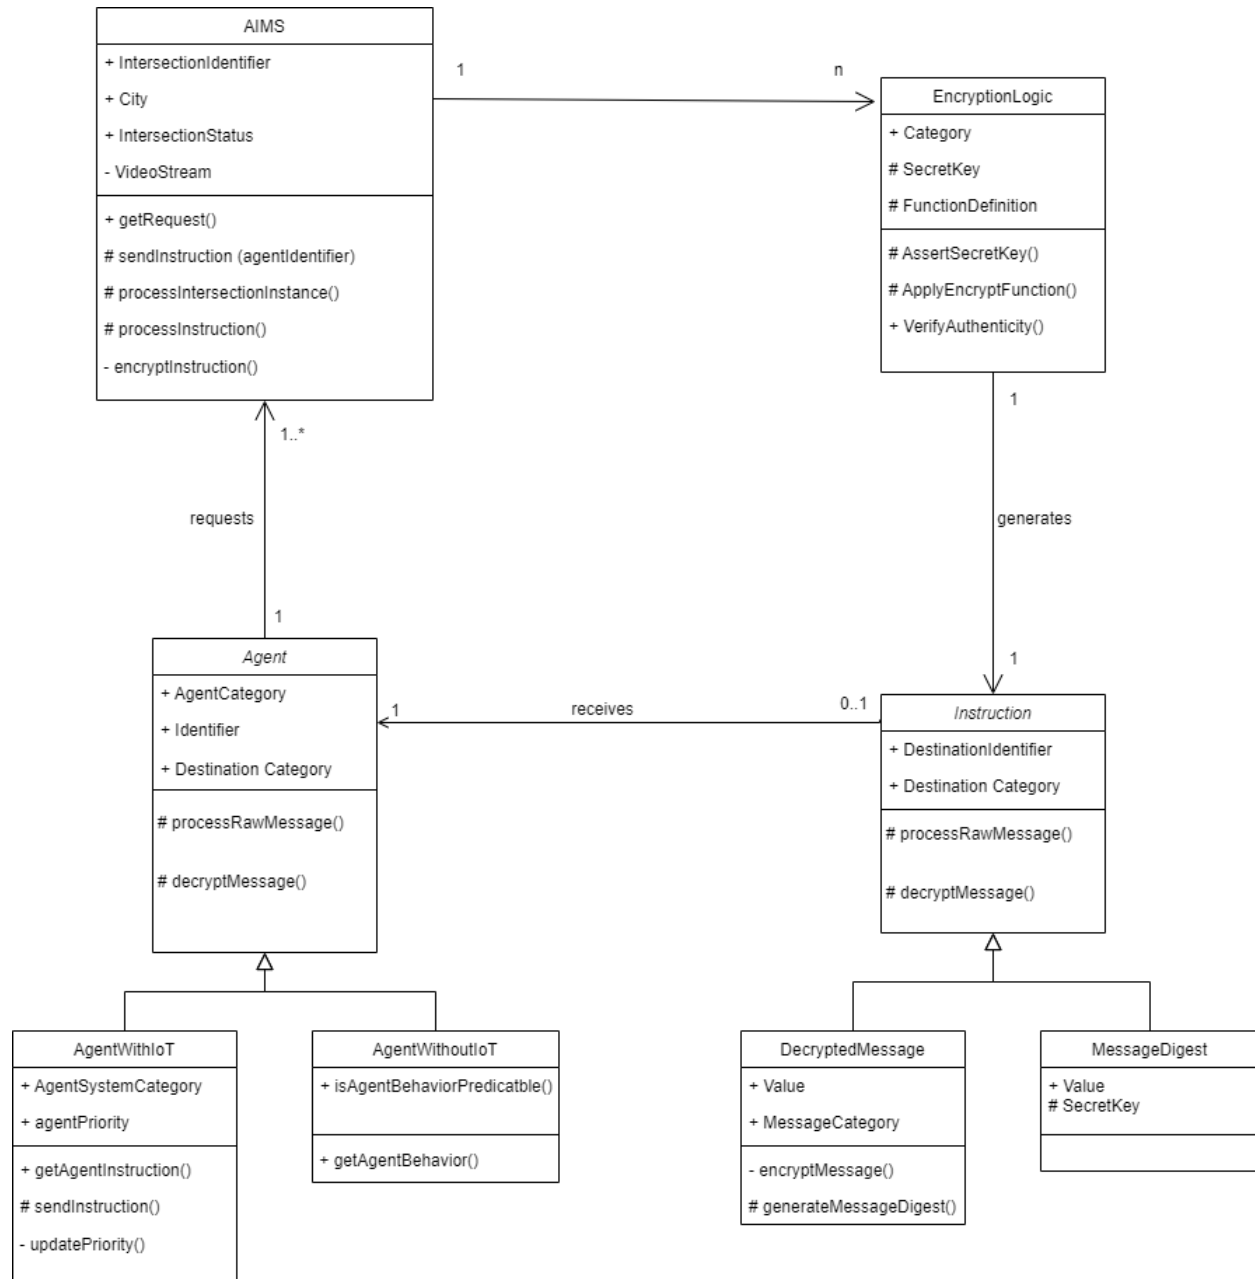 AIMS
+ IntersectionIdentifier
+ City
+ IntersectionStatus
- VideoStream
+ getRequest()
# sendInstruction (agentIdentifier)
# processIntersectionInstance()
# processInstruction()
- encryptInstruction()
1
n
EncryptionLogic
+ Category
# SecretKey
# FunctionDefinition
# AssertSecretKey()
# ApplyEncryptFunction()
+ VerifyAuthenticity()
1..*
requests
1
1
generates
1
Agent
+ AgentCategory
+ Identifier
+ Destination Category
# processRawMessage()
# decryptMessage()
1
receives
0..1
Instruction
+ DestinationIdentifier
+ Destination Category
# processRawMessage()
# decryptMessage()
AgentWithIoT
+ AgentSystemCategory
+ agentPriority
+ getAgentInstruction()
# sendInstruction()
- updatePriority()
AgentWithoutIoT
+ isAgentBehaviorPredicatble()
+ getAgentBehavior()
DecryptedMessage
+ Value
+ MessageCategory
- encryptMessage()
# generateMessageDigest()
MessageDigest
+ Value
# SecretKey